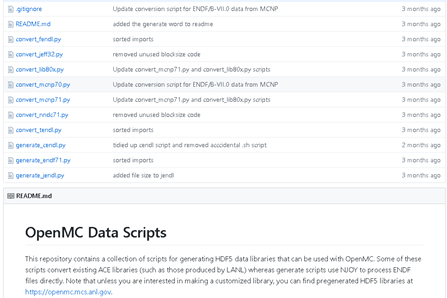 .gitignore Update conversion script for ENDF/B-VII.0 data from MCNP 3 months ago
README.md added the generate word to readme 3 months ago
convert_fendl.py sorted imports 3 months ago
convert_jeff32.py removed unused blocksize code 3 months ago
convert_lib80x.py Update convert_mcnp71.py and convert_lib80x.py scripts 3 months ago
convert_mcnp70.py Update conversion script for ENDF/B-VII.0 data from MCNP 3 months ago
convert_mcnp71.py Update convert_mcnp71.py and convert_lib80x.py scripts 3 months ago
convert_nndc71.py removed unused blocksize code 3 months ago
convert_tendl.py sorted imports 3 months ago
generate_cendl.py tidied up cendl script and removed acccidental .sh script 2 months ago
generate_endf71.py sorted imports 3 months ago
generate_jendl.py added file size to jendl 3 months ago
README.md
OpenMC Data Scripts
This repository contains a collection of scripts for generating HDF5 data libraries that can be used with OpenMC. Some of these
scripts convert existing ACE libraries (such as those produced by LANL) whereas generate scripts use NJOY to process ENDF
files directly. Note that unless you are interested in making a customized library, you can find pregenerated HDF5 libraries at
https://openmc.mcs.anl.gov.